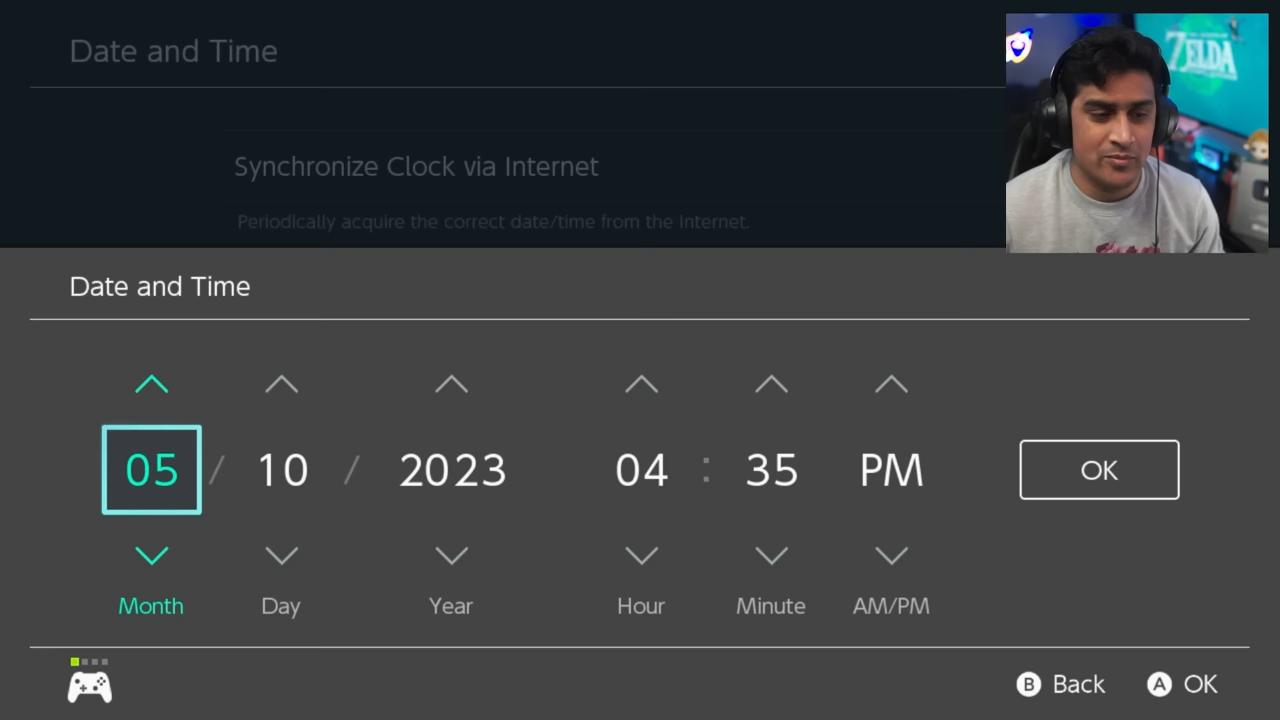 Date and Time
ZELDA
Synchronize Clock via Internet
Periodically acquire the correct date/time from the Internet.
Date and Time
05 / 10 / 2023 04 : 35 PM OK
Month Day Year Hour Minute AM/PM
B Back A OK